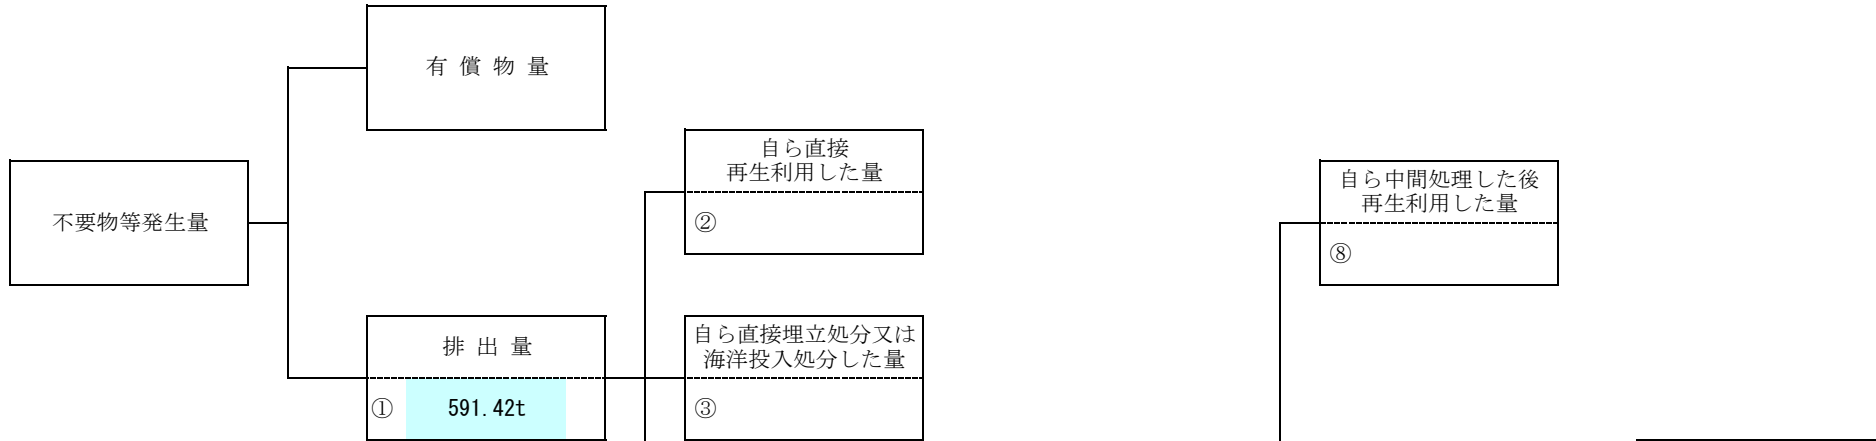 有償物量
自ら直接
再生利用した量
②
不要物等発生量
自ら中間処理した後
再生利用した量
⑧
排出量
① 591.42t
自ら直接埋立処分又は
海洋投入処分した量
③